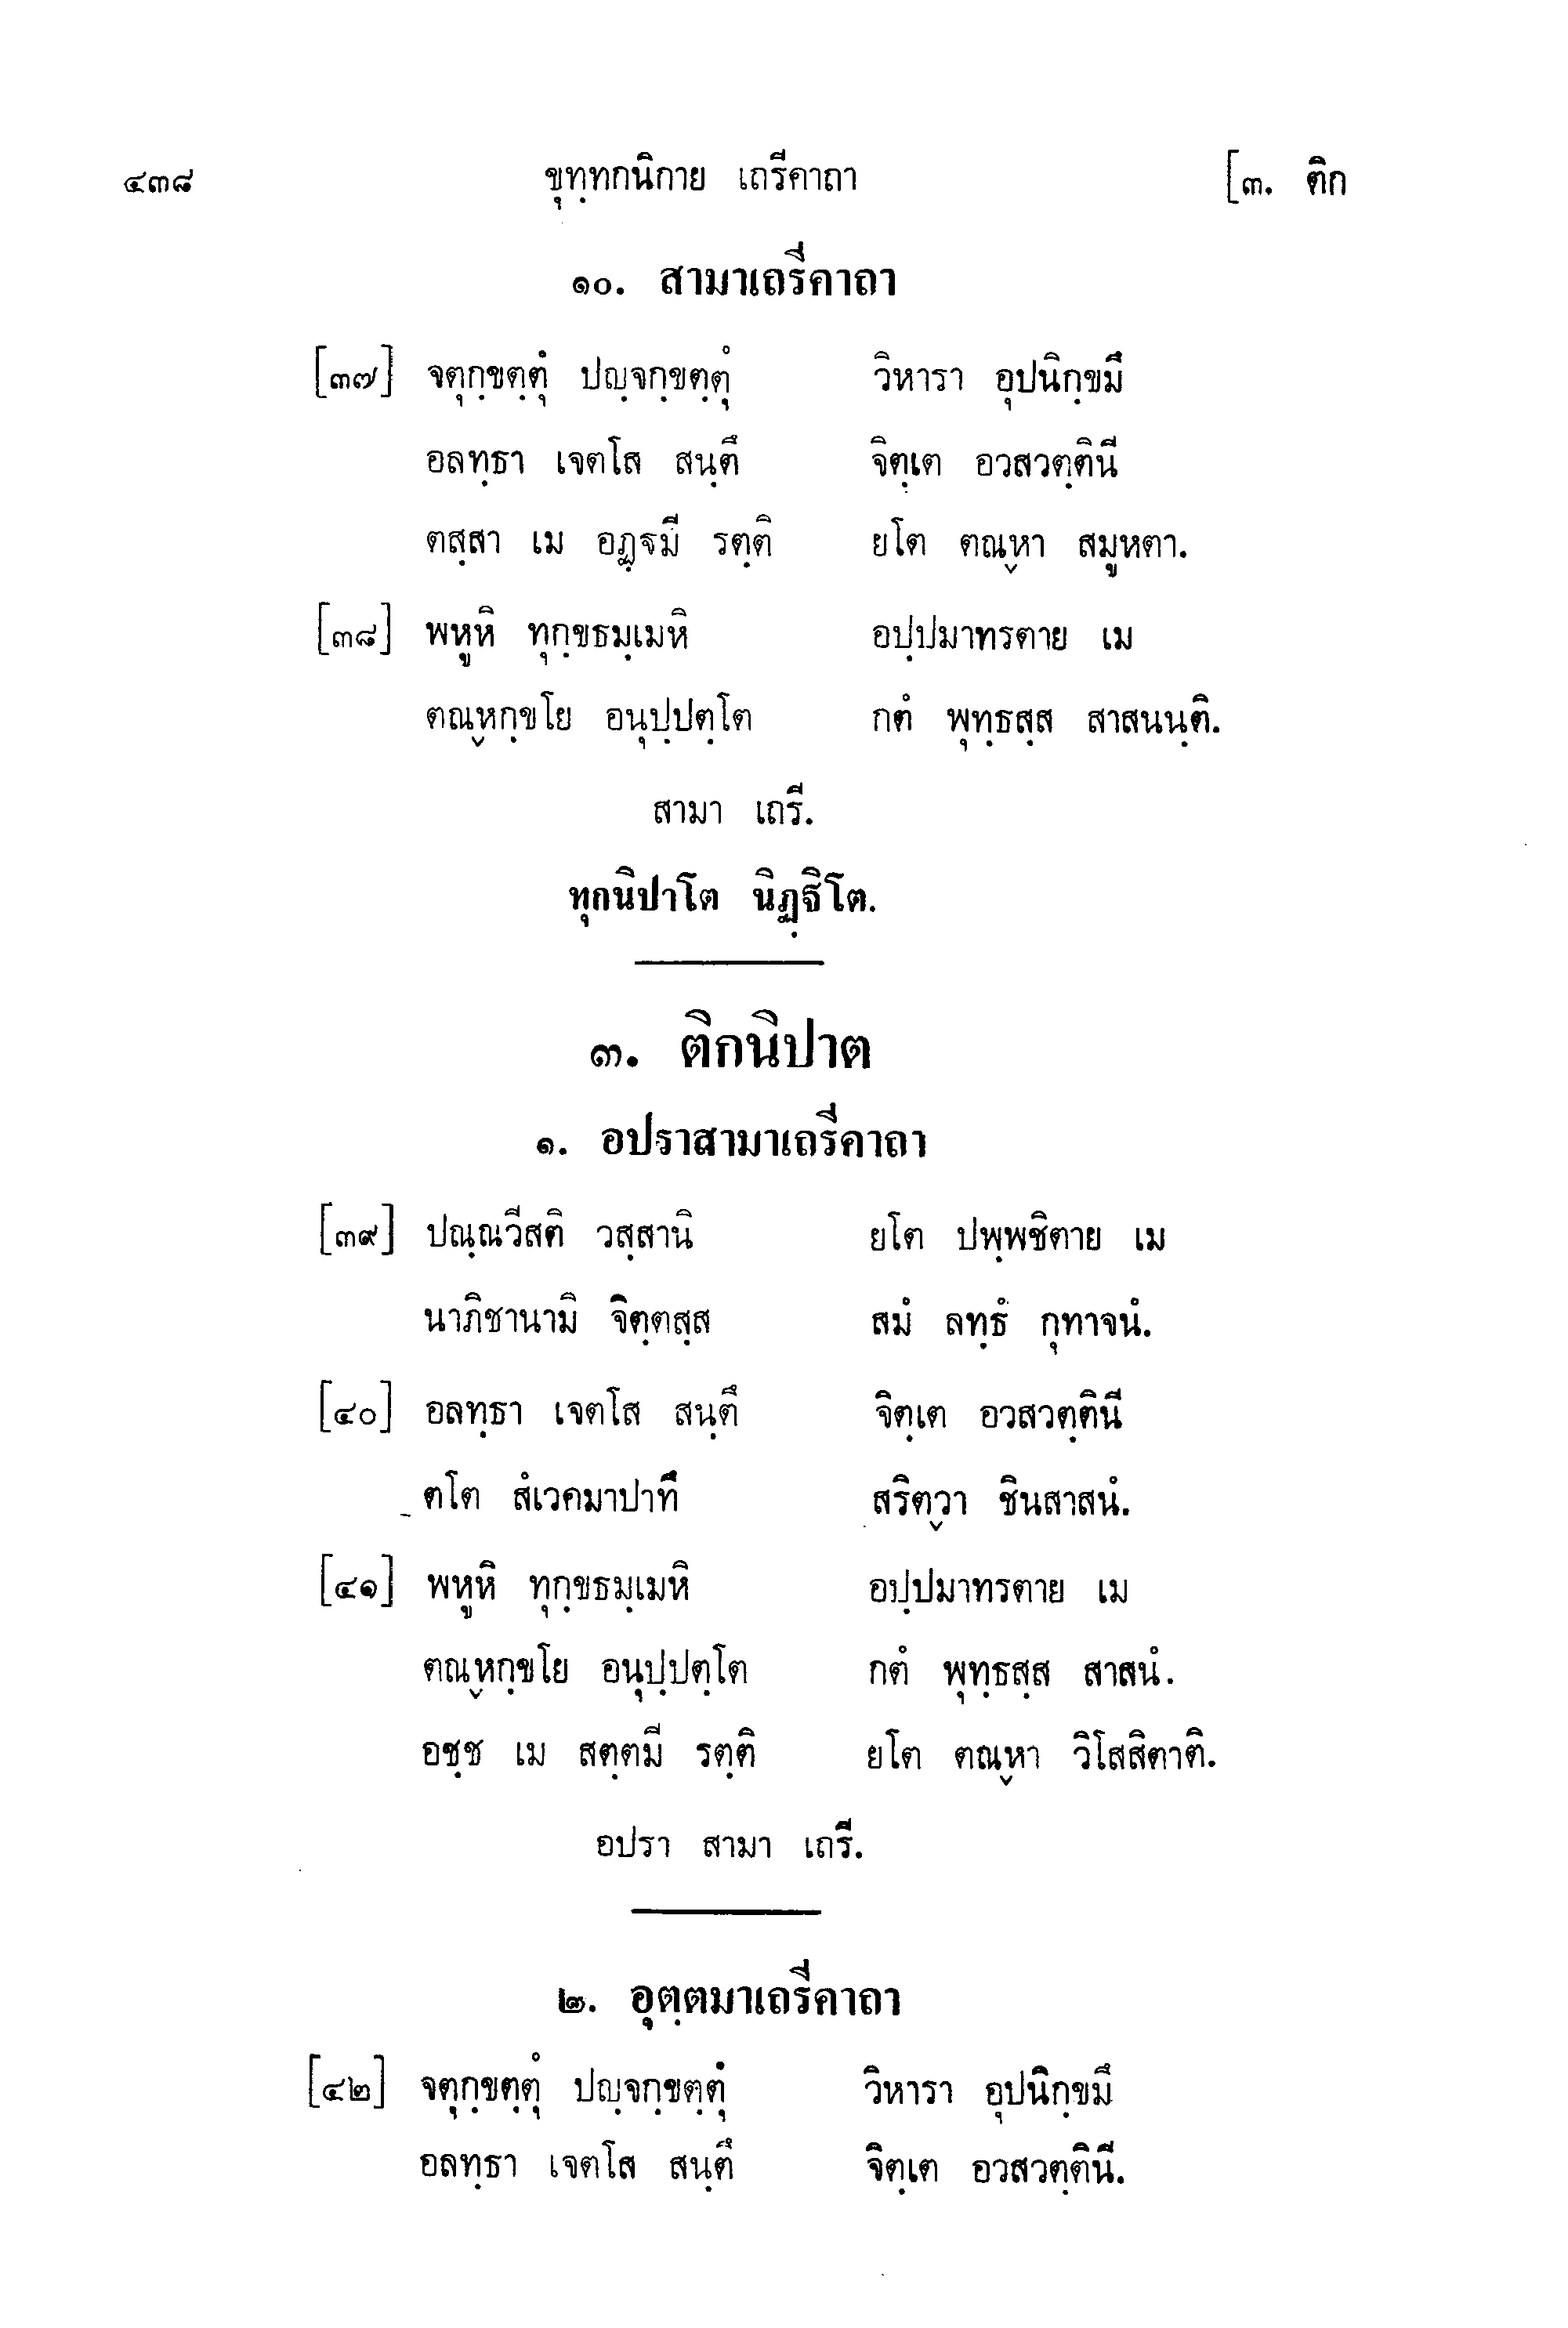 ๔๓๘ ขุทฺทกนิกาย เถรีคาถา [๓. ติก
๑๐. สามาเถรีคาถา
[๓๗] จตุกฺขตฺตุํ ปญฺจกฺขตฺตุํ วิหารา อุปนิกฺขมึ
อลทฺธา เจตโส สนฺตึ จิตฺเต อวสวตฺตินี
ตสฺสา เม อฏฺฐมี รตฺติ ยโต ตณฺหา สมูหตา.
[๓๘] พหูหิ ทุกฺขธมฺเมหิ อปฺปมาทรตาย เม
ตณฺหกฺขโย อนุปฺปตฺโต กตํ พุทฺธสฺส สาสนนฺติ.
สามา เถรี.
ทุกนิปาโต นิฏฺฐิโต.
๓. ติกนิปาต
๑. อปราสามาเถรีคาถา
[๓๙] ปณฺณวีสติ วสฺสานิ ยโต ปพฺพชิตาย เม
นาภิชานามิ จิตฺตสฺส สมํ ลทฺธํ กุทาจนํ.
[๔๐] อลทฺธา เจตโส สนฺตึ จิตฺเต อวสวตฺตินี
ตโต สํเวคมาปาทึ สริตฺวา ชินสาสนํ.
[๔๑] พหูหิ ทุกฺขธมฺเมหิ อปฺปมาทรตาย เม
ตณฺหกฺขโย อนุปฺปตฺโต กตํ พุทฺธสฺส สาสนํ.
อชฺช เม สตฺตมี รตฺติ ยโต ตณฺหา วิโสสิตาติ.
อปรา สามา เถรี.
๒. อุตฺตมาเถรีคาถา
[๔๒] จตุกฺขตฺตุํ ปญฺจกฺขตฺตุํ วิหารา อุปนิกฺขมึ
อลทฺธา เจตโส สนฺตึ จิตฺเต อวสวตฺตินี.